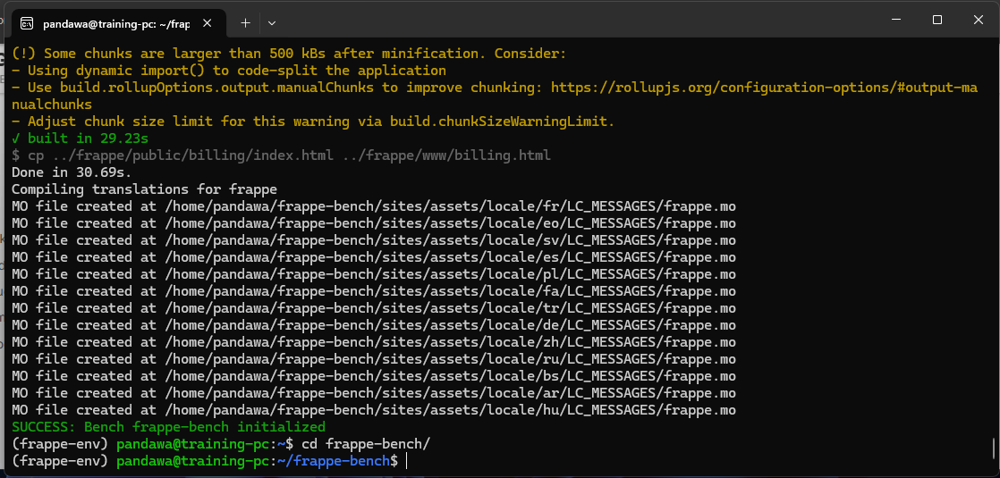 pandawa@training-pc: ~/frap
(!) Some chunks are larger than 500 kBs after minification. Consider:
- Using dynamic import() to code-split the application
- Use build.rollupOptions.output.manualChunks to improve chunking: https://rollupjs.org/configuration-options/#output-ma
nualchunks
- Adjust chunk size limit for this warning via build.chunkSizeWarningLimit.
✓ built in 29.23s
$ cp ../frappe/public/billing/index.html ../frappe/www/billing.html
Done in 30.69s.
Compiling translations for frappe
MO file created at /home/pandawa/frappe-bench/sites/assets/locale/fr/LC_MESSAGES/frappe.mo
MO file created at /home/pandawa/frappe-bench/sites/assets/locale/eo/LC_MESSAGES/frappe.mo
MO file created at /home/pandawa/frappe-bench/sites/assets/locale/sv/LC_MESSAGES/frappe.mo
MO file created at /home/pandawa/frappe-bench/sites/assets/locale/es/LC_MESSAGES/frappe.mo
MO file created at /home/pandawa/frappe-bench/sites/assets/locale/pl/LC_MESSAGES/frappe.mo
MO file created at /home/pandawa/frappe-bench/sites/assets/locale/fa/LC_MESSAGES/frappe.mo
MO file created at /home/pandawa/frappe-bench/sites/assets/locale/tr/LC_MESSAGES/frappe.mo
MO file created at /home/pandawa/frappe-bench/sites/assets/locale/de/LC_MESSAGES/frappe.mo
MO file created at /home/pandawa/frappe-bench/sites/assets/locale/zh/LC_MESSAGES/frappe.mo
MO file created at /home/pandawa/frappe-bench/sites/assets/locale/ru/LC_MESSAGES/frappe.mo
MO file created at /home/pandawa/frappe-bench/sites/assets/locale/bs/LC_MESSAGES/frappe.mo
MO file created at /home/pandawa/frappe-bench/sites/assets/locale/ar/LC_MESSAGES/frappe.mo
MO file created at /home/pandawa/frappe-bench/sites/assets/locale/hu/LC_MESSAGES/frappe.mo
SUCCESS: Bench frappe-bench initialized
(frappe-env) pandawa@training-pc:~$ cd frappe-bench/
(frappe-env) pandawa@training-pc:~/frappe-bench$